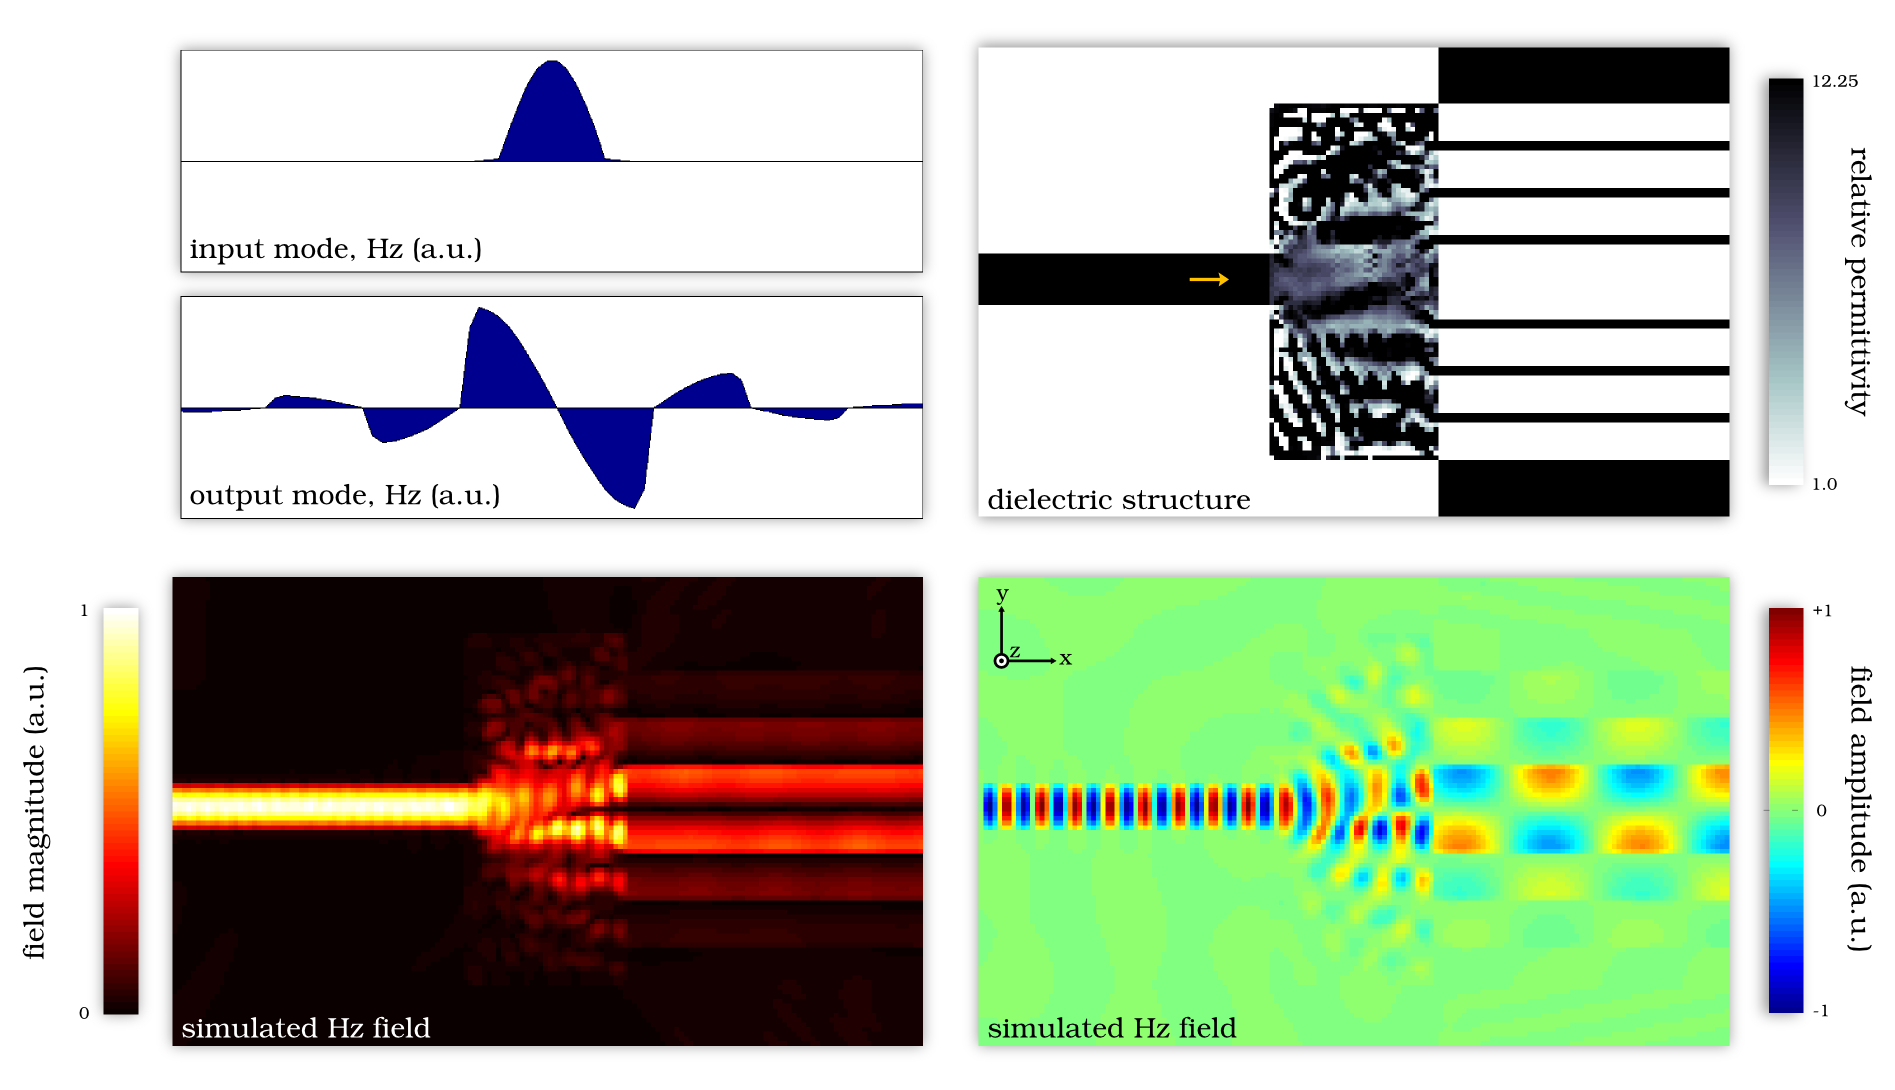 input mode, Hz (a.u.)
output mode, Hz (a.u.)
dielectric structure
12.25
relative permittivity
1.0
1
field magnitude (a.u.)
0
simulated Hz field
y
z
x
simulated Hz field
+1
field amplitude (a.u.)
0
-1